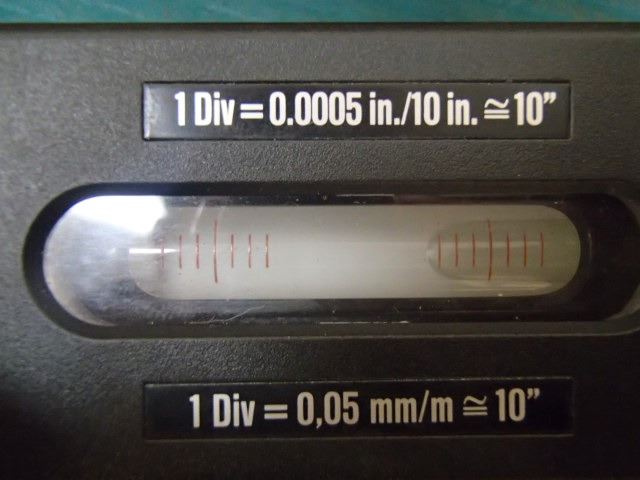 1 Div = 0.0005 in./10 in. ≅ 10”
1 Div = 0,05 mm/m ≅ 10”